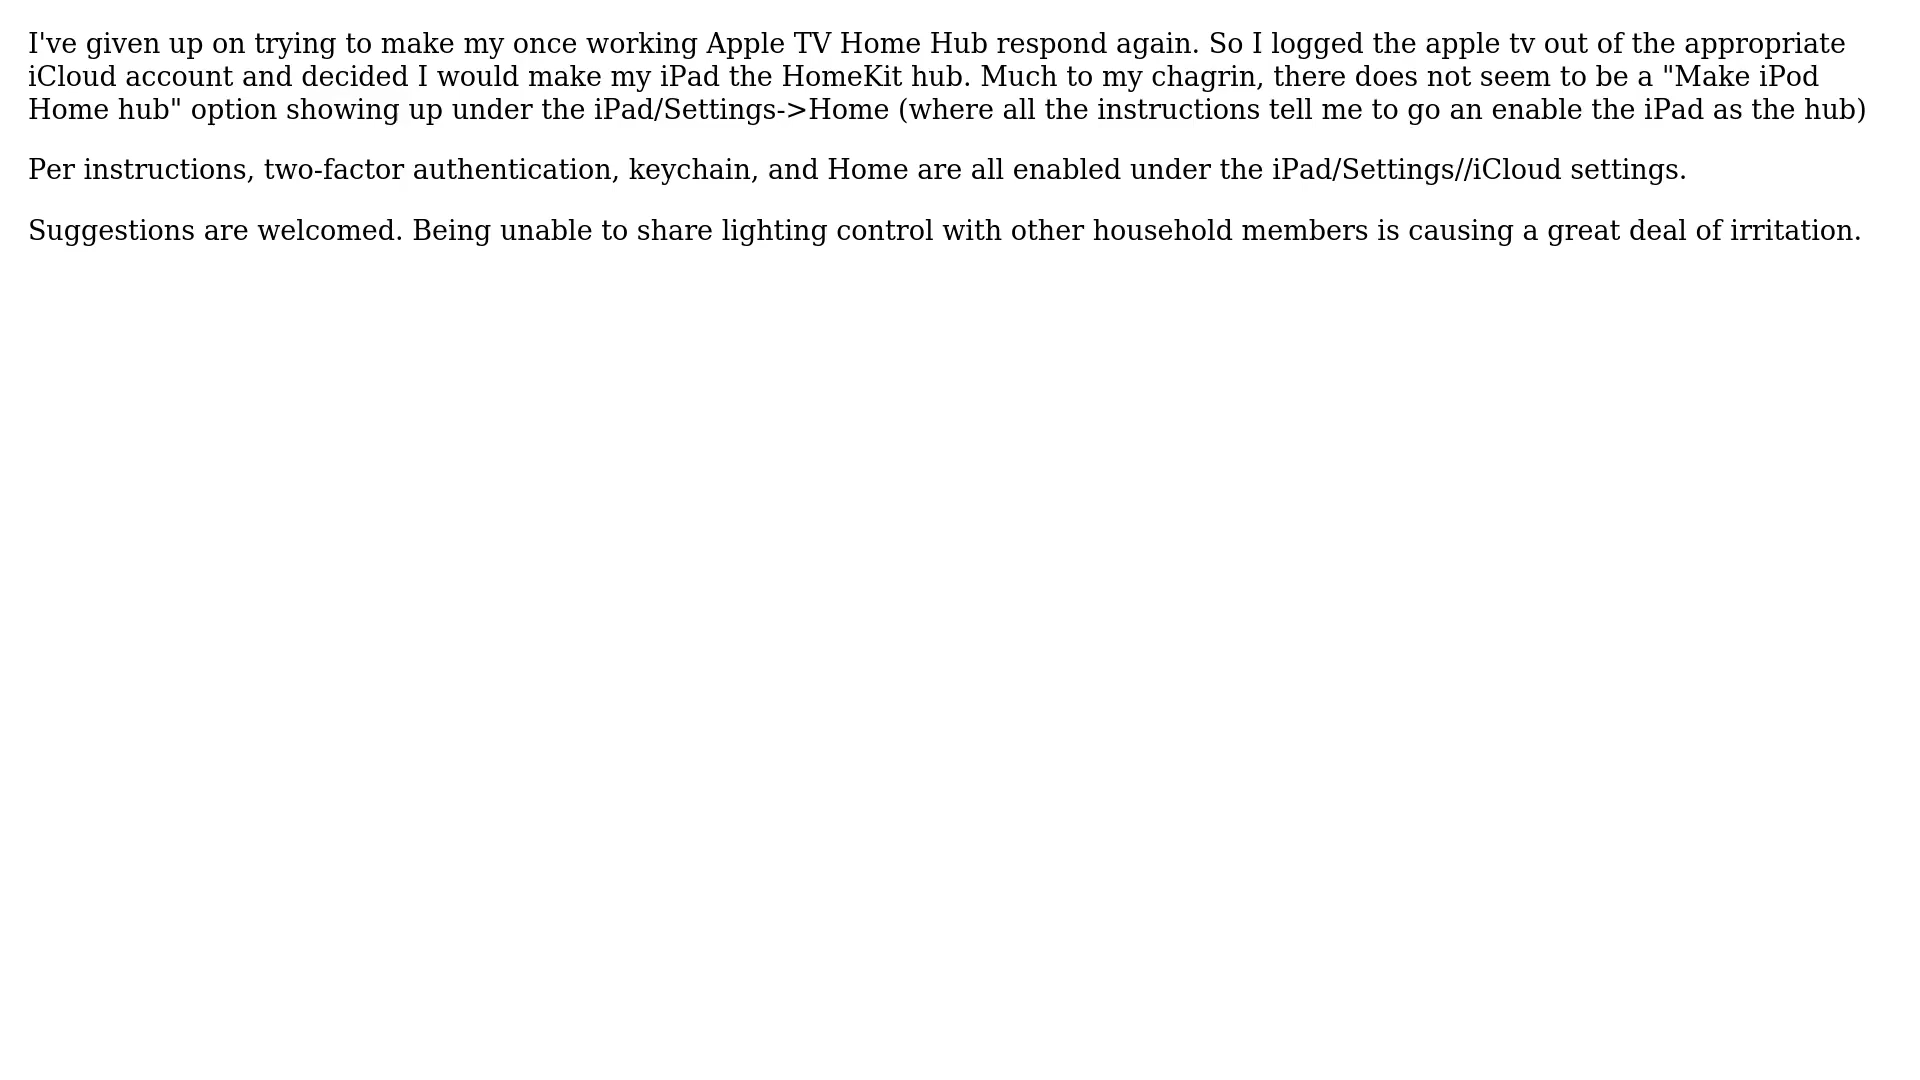 I've given up on trying to make my once working Apple TV Home Hub respond again. So I logged the apple tv out of the appropriate
iCloud account and decided I would make my iPad the HomeKit hub. Much to my chagrin, there does not seem to be a "Make iPod
Home hub" option showing up under the iPad/Settings->Home (where all the instructions tell me to go an enable the iPad as the hub)
Per instructions, two-factor authentication, keychain, and Home are all enabled under the iPad/Settings//iCloud settings.
Suggestions are welcomed. Being unable to share lighting control with other household members is causing a great deal of irritation.